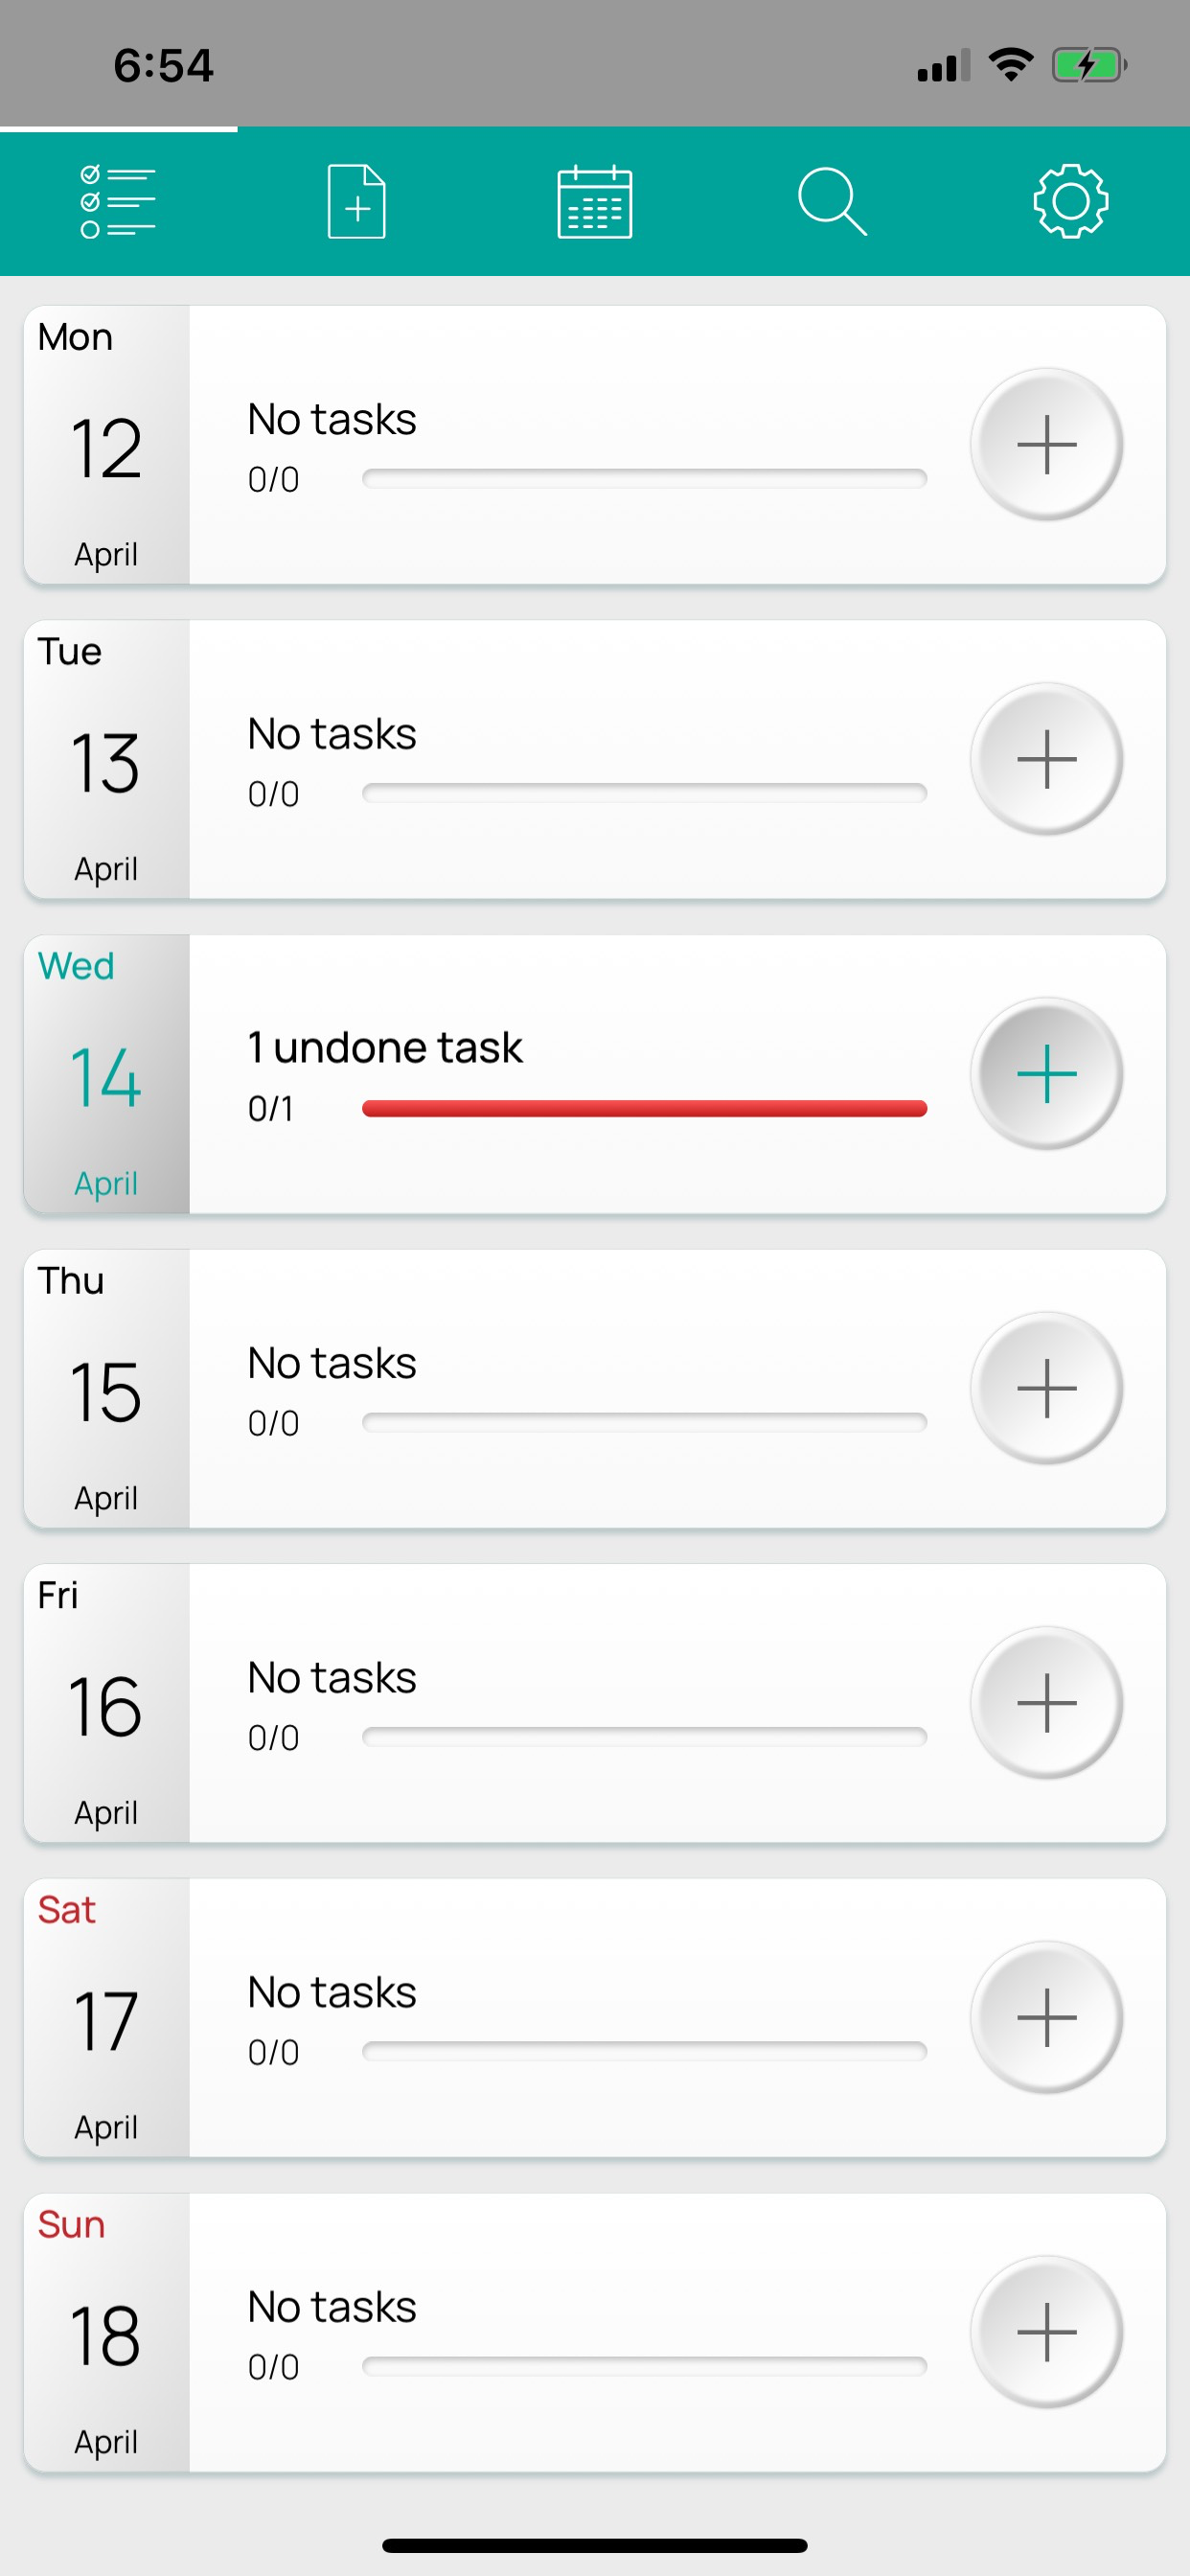 6:54
Mon
12
April
No tasks
0/0
Tue
13
April
No tasks
0/0
Wed
14
April
1 undone task
0/1
Thu
15
April
No tasks
0/0
Fri
16
April
No tasks
0/0
Sat
17
April
No tasks
0/0
Sun
18
April
No tasks
0/0